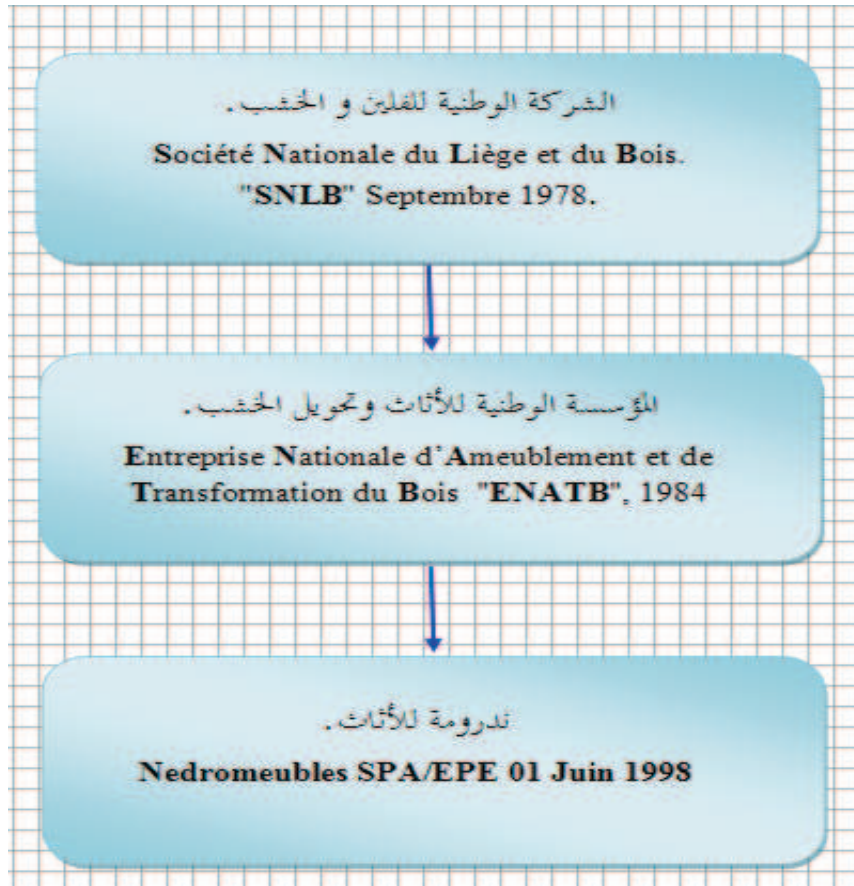 الشركة الوطنية للفلين و الخشب.
Société Nationale du Liège et du Bois.
"SNLB" Septembre 1978.
المؤسسة الوطنية للأثاث وتحويل الخشب.
Entreprise Nationale d'Ameublement et de
Transformation du Bois "ENATB", 1984
ندرومة للأثاث.
Nedromeubles SPA/EPE 01 Juin 1998